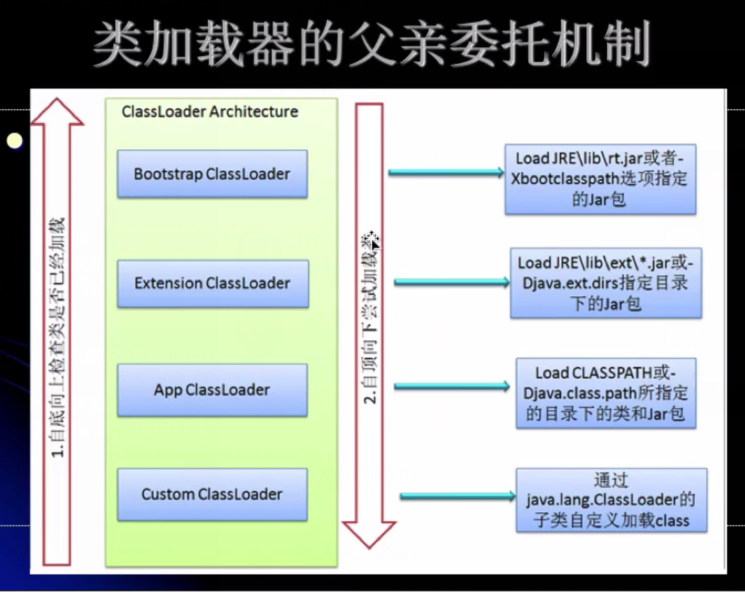 类加载器的父亲委托机制
1.自底向上检查类是否已经加载
ClassLoader Architecture
Bootstrap ClassLoader
Extension ClassLoader
App ClassLoader
Custom ClassLoader
2.自顶向下尝试加载类
Load JRE\lib\rt.jar或者-
Xbootclasspath选项指定
的Jar包
Load JRE\lib\ext\*.jar或-
Djava.ext.dirs指定目录
下的Jar包
Load CLASSPATH或-
Djava.class.path所指定
的目录下的类和Jar包
通过
java.lang.ClassLoader的
子类自定义加载class